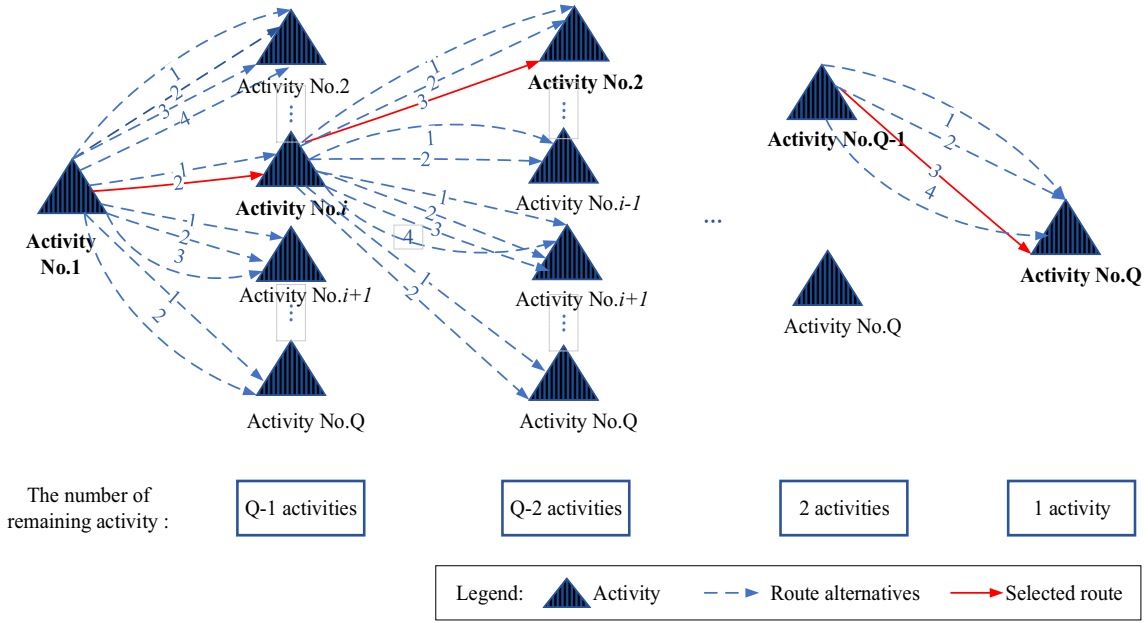 1
2
3
4
Activity No.2
...
1
2
Activity No.i
Activity
No.1
1
2
3
Activity No.i+1
...
1
2
Activity No.Q
1
2
3
Activity No.2
...
1
2
Activity No.i-1
1
2
3
4
Activity No.i+1
...
1
2
Activity No.Q
...
Activity No.Q-1
1
2
3
4
Activity No.Q
Activity No.Q
The number of
remaining activity :
Q-1 activities
Q-2 activities
2 activities
1 activity
Legend:
Activity
Route alternatives
Selected route